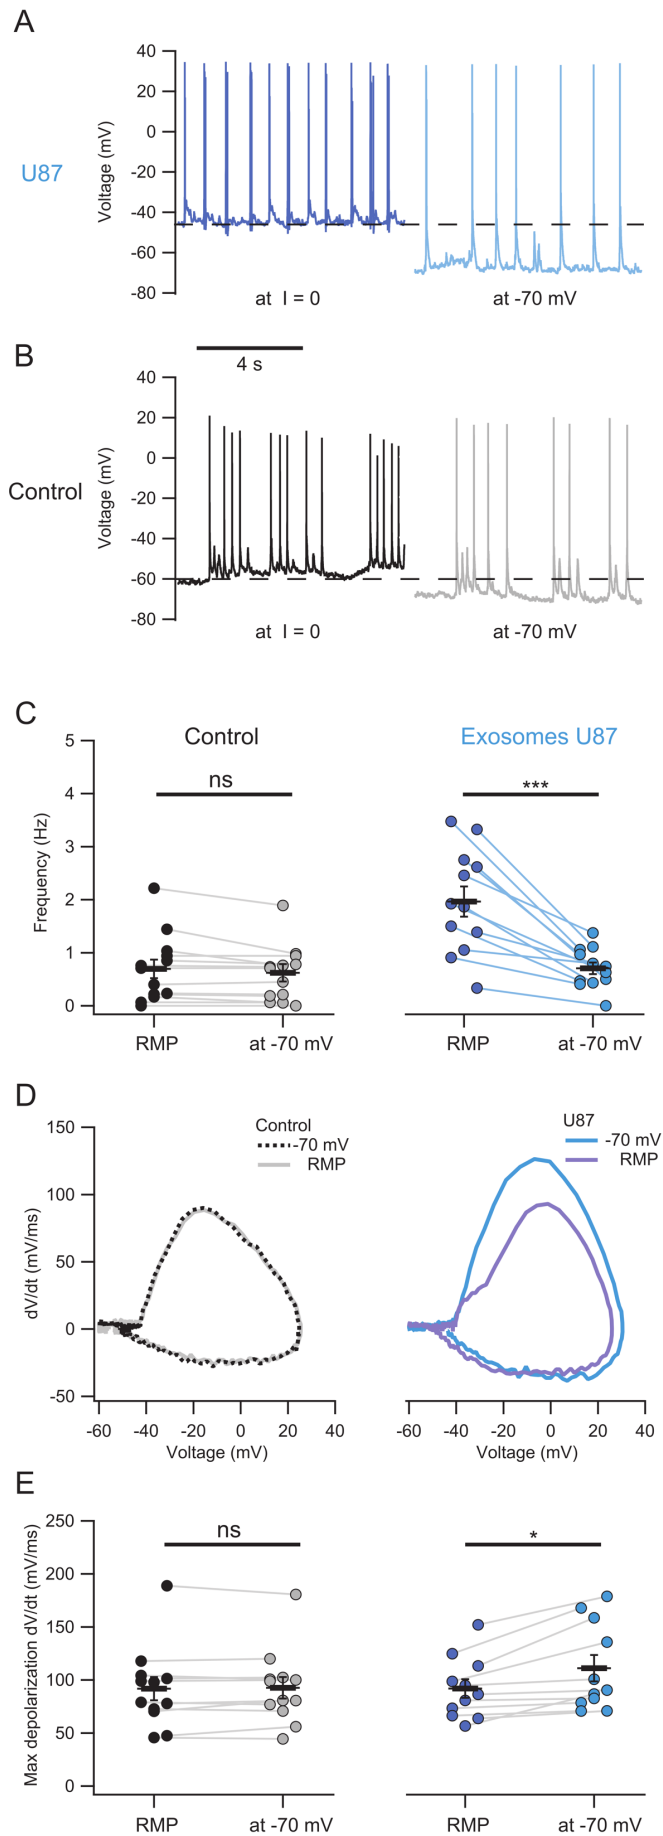 A
40
20
0
-20
-40
-60
-80
Voltage (mV)
U87
at I = 0
at -70 mV
B
4 s
40
20
0
-20
-40
-60
-80
Voltage (mV)
Control
at I = 0
at -70 mV
C
Control
Exosomes U87
ns
***
5
4
3
2
1
0
Frequency (Hz)
RMP
at -70 mV
RMP
at -70 mV
D
150
100
50
0
-50
dV/dt (mV/ms)
Control
-70 mV
RMP
U87
-70 mV
RMP
-60
-40
-20
0
20
40
Voltage (mV)
-60
-40
-20
0
20
40
Voltage (mV)
E
250
200
150
100
50
0
Max depolarization dV/dt (mV/ms)
ns
*
RMP
at -70 mV
RMP
at -70 mV